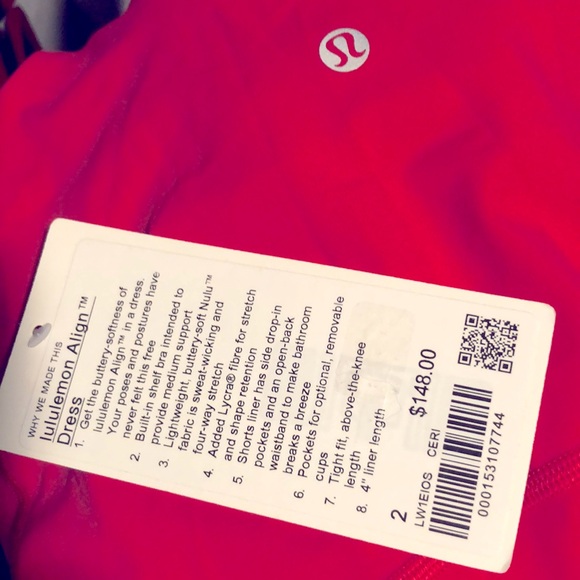 WHY WE MADE THIS
lululemon Align™
Dress
1. Get the buttery-softness of
lululemon Align™ in a dress.
Your poses and postures have
never felt this free
2. Built-in shelf bra intended to
provide medium support
3. Lightweight, buttery-soft Nulu™
fabric is sweat-wicking and
four-way stretch
4. Added Lycra® fibre for stretch
and shape retention
5. Shorts liner has side drop-in
pockets and an open-back
waistband to make bathroom
breaks a breeze
6. Pockets for optional, removable
cups
7. Tight fit, above-the-knee
length
8. 4" liner length
2
$148.00
LW1EIOS CERI
000153107744